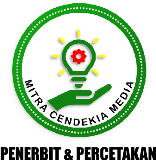 MITRA CENDEKIA MEDIA
PENERBIT & PERCETAKAN